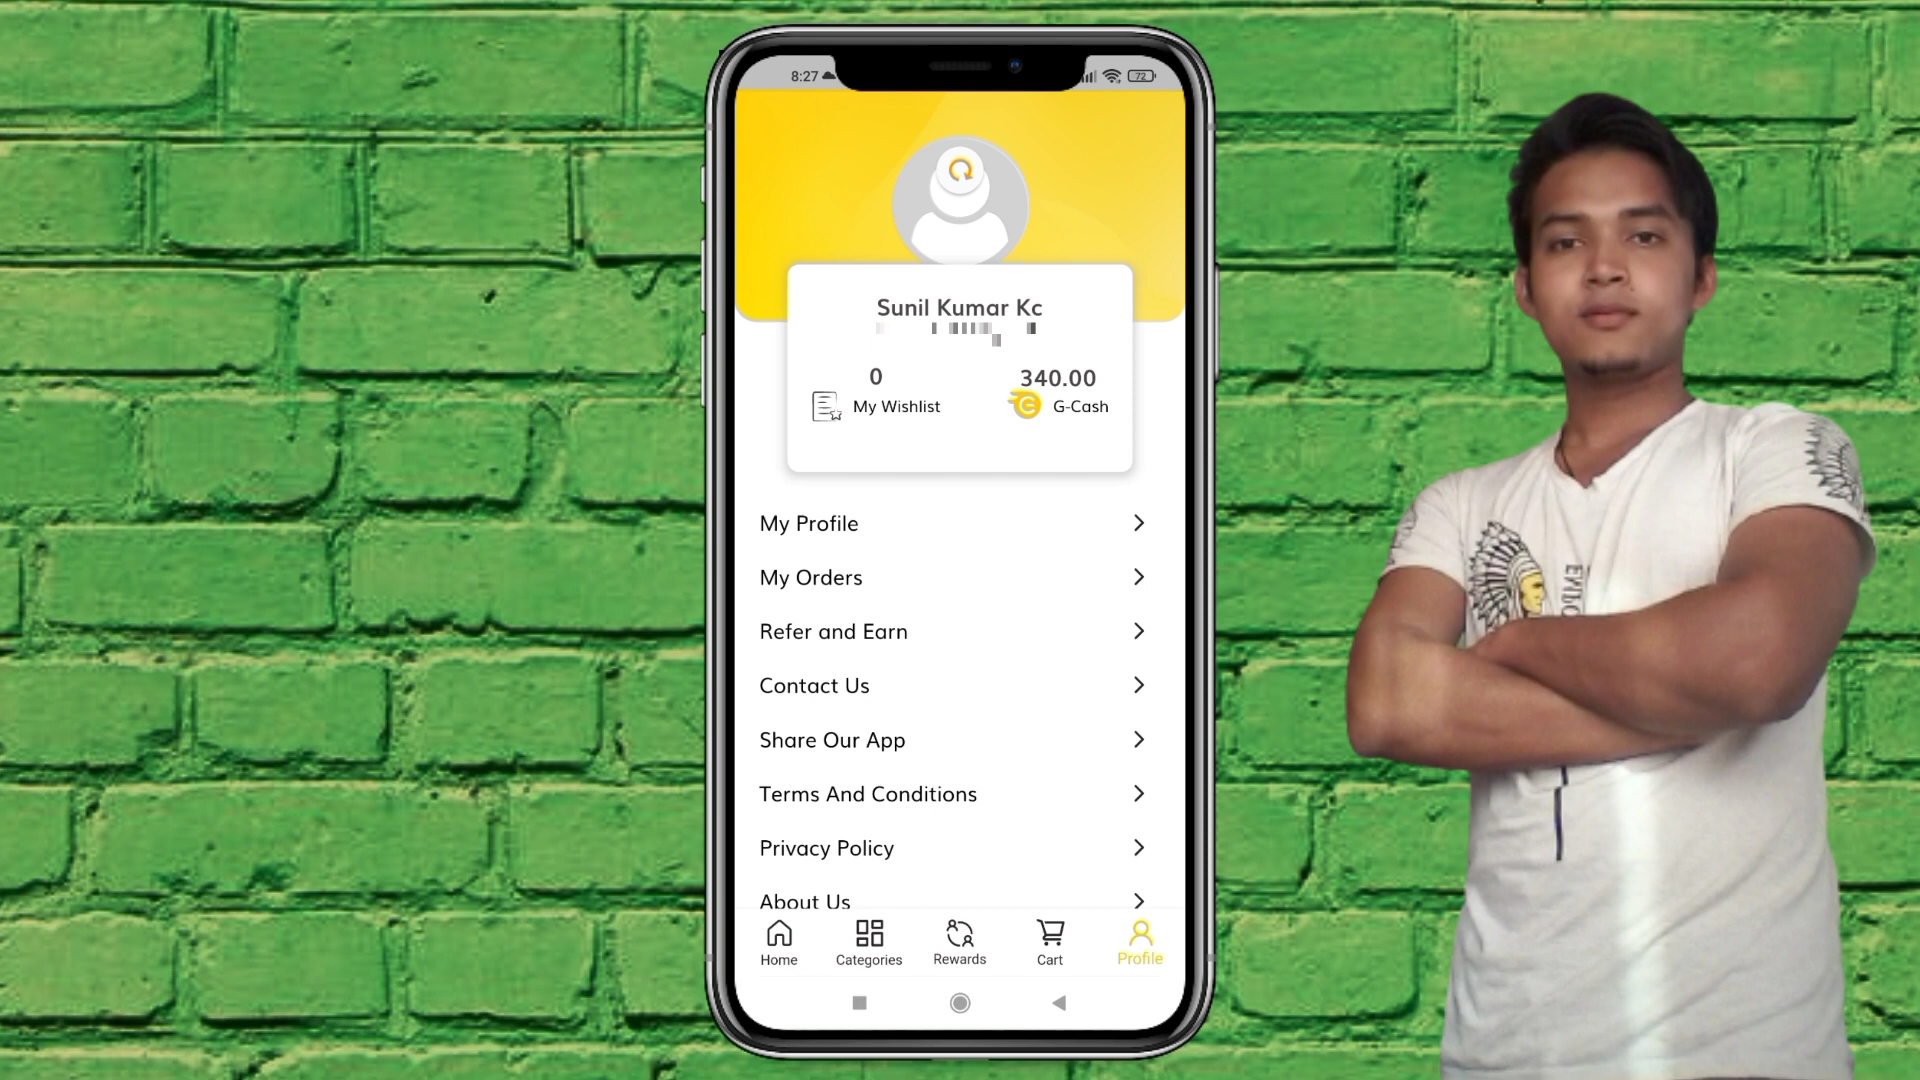 8:27
72
Sunil Kumar Kc
0
340.00
My Wishlist
G-Cash
My Profile
My Orders
Refer and Earn
Contact Us
Share Our App
Terms And Conditions
Privacy Policy
About Us
Home
Categories
Rewards
Cart
Profile